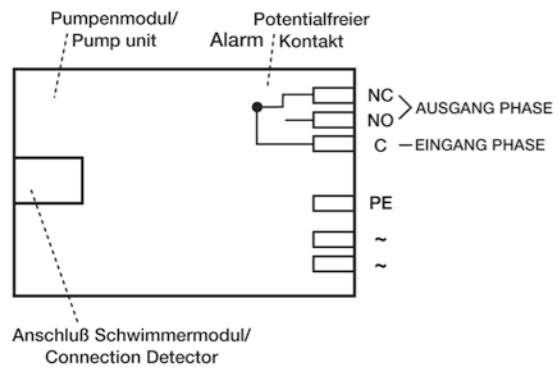 Pumpenmodul/
Pump unit
Alarm
Potentialfreier
Kontakt
NC
NO
AUSGANG PHASE
C
EINGANG PHASE
PE
~
~
Anschluß Schwimmermodul/
Connection Detector